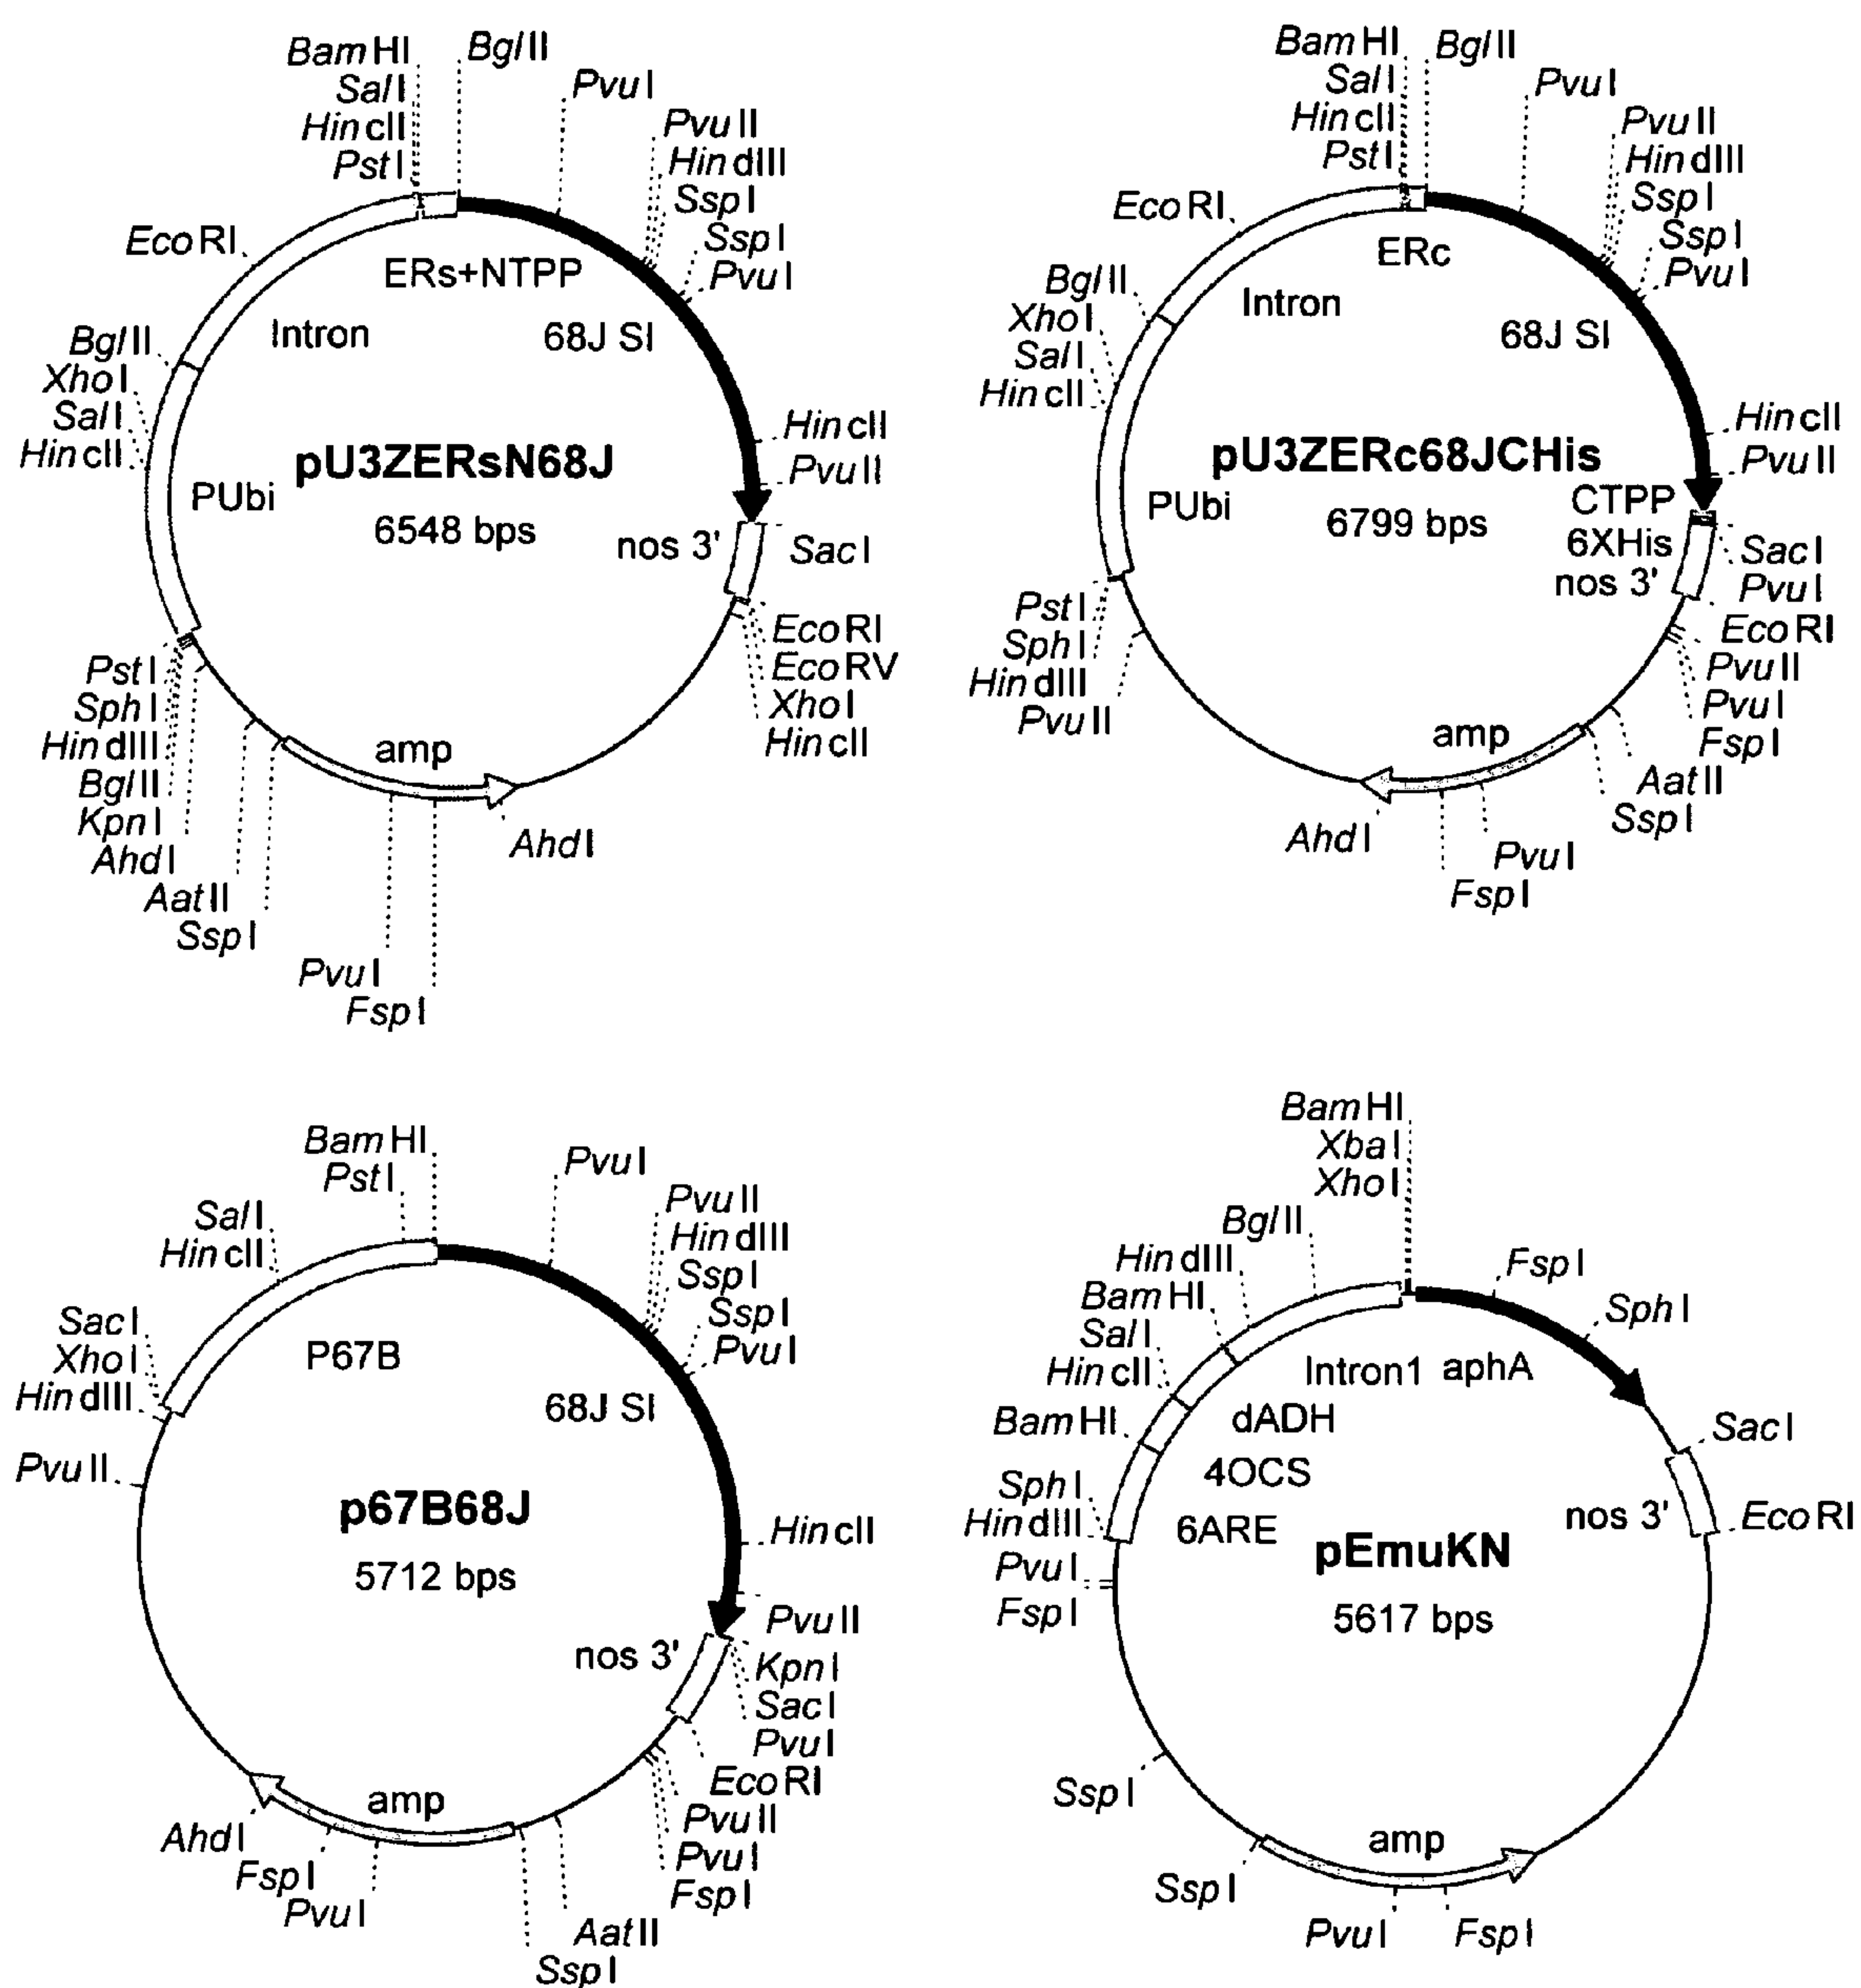 BamHI
SalI
HincII
PstI
BglII
PvuI
PvuII
HindIII
SspI
SspI
PvuI
EcoRI
ERs+NTPP
Intron
68J SI
BglII
XhoI
SalI
HincII
PUbi
pU3ZERsN68J
6548 bps
HincII
PvuII
nos 3'
SacI
EcoRI
EcoRV
XhoI
HincII
PstI
SphI
HindIII
BglII
KpnI
AhdI
AatII
SspI
PvuI
FspI
amp
AhdI
BamHI
SalI
HincII
PstI
BglII
PvuI
PvuII
HindIII
SspI
SspI
PvuI
EcoRI
ERc
Intron
68J SI
BglII
XhoI
SalI
HincII
PUbi
pU3ZERc68JCHis
6799 bps
HincII
PvuII
CTPP
6XHis
nos 3'
SacI
PvuI
EcoRI
PvuII
PvuI
FspI
PstI
SphI
HindIII
PvuII
amp
AatII
SspI
AhdI
PvuI
FspI
BamHI
PstI
SalI
HincII
PvuI
PvuII
HindIII
SspI
SspI
PvuI
SacI
XhoI
HindIII
P67B
68J SI
PvuII
p67B68J
5712 bps
HincII
PvuII
nos 3'
KpnI
SacI
PvuI
EcoRI
PvuII
PvuI
FspI
amp
AhdI
FspI
PvuI
AatII
SspI
BamHI
XbaI
XhoI
BglII
HindIII
BamHI
SalI
HincII
BamHI
SphI
HindIII
PvuI
FspI
FspI
SphI
Intron1
aphA
dADH
4OCS
6ARE
SacI
nos 3'
EcoRI
pEmuKN
5617 bps
SspI
SspI
amp
PvuI
FspI